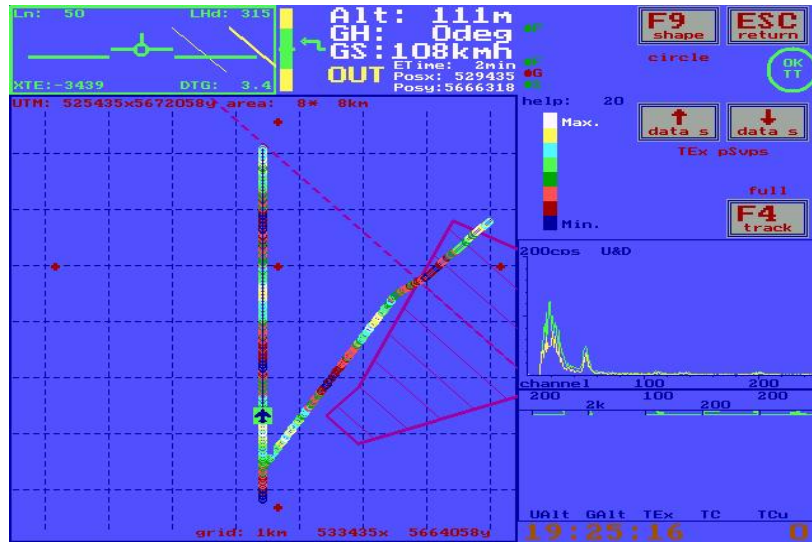 Ln: 50 LHd: 315
XTE:-3439 DTG: 3.4
Alt: 111m
GH: 0deg
GS:108kmh
OUT ETime: 2min
Posx: 529435
Posy:5666318
G
F9
shape
ESC
return
circle
OK
TT
UTM: 525435x5672058y area: 8* 8km
help: 20
Max.
Min.
data s
data s
TEx pSvps
full
F4
track
200cps U&D
channel 100 200
200 100 200
2k
UAlt GAlt TEx TC TCu
grid: 1km 533435x 5664058y
19:25:16 0